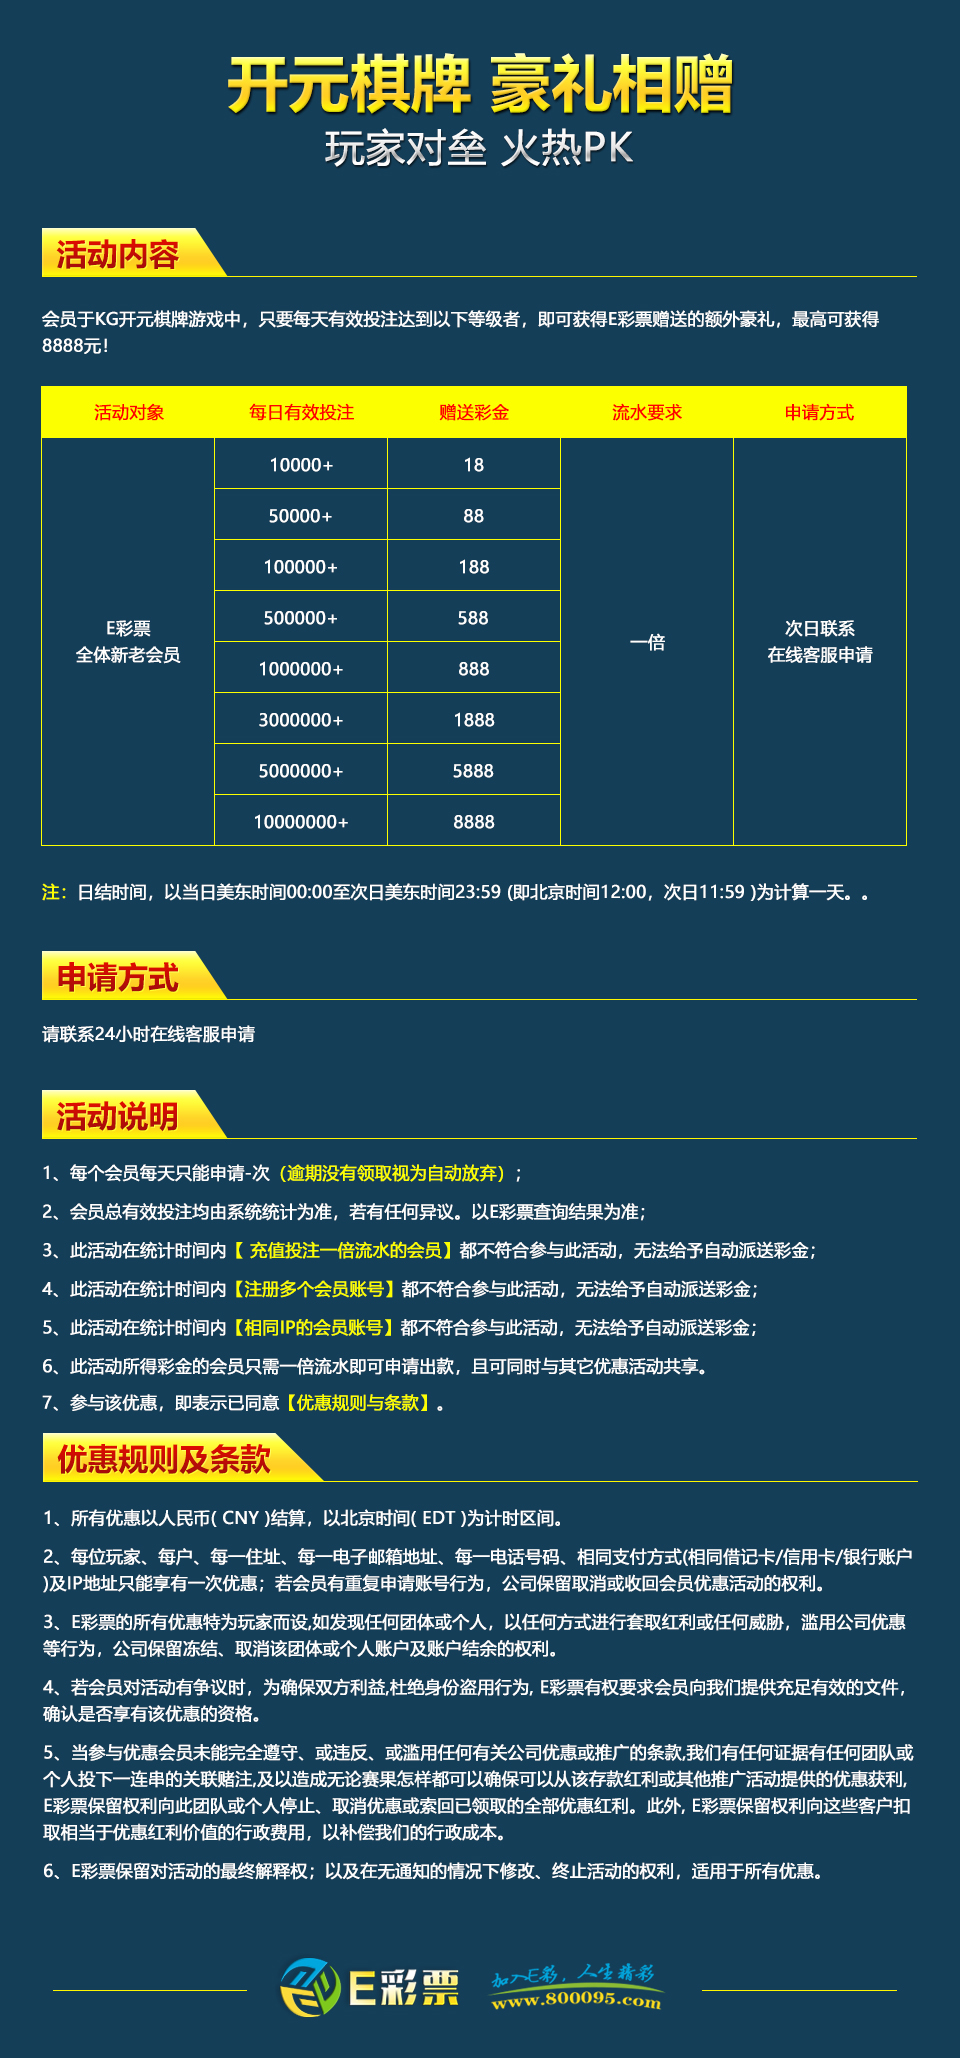 开元棋牌 豪礼相赠
玩家对垒 火热PK
活动内容
会员于KG开元棋牌游戏中，只要每天有效投注达到以下等级者，即可获得E彩票赠送的额外豪礼，最高可获得
8888元！
活动对象 每日有效投注 赠送彩金 流水要求 申请方式
10000+ 18
50000+ 88
100000+ 188
500000+ 588
E彩票
全体新老会员
一倍
次日联系
在线客服申请
1000000+ 888
3000000+ 1888
5000000+ 5888
10000000+ 8888
注：日结时间，以当日美东时间00:00至次日美东时间23:59 (即北京时间12:00，次日11:59 )为计算一天。。
申请方式
请联系24小时在线客服申请
活动说明
1、每个会员每天只能申请-次（逾期没有领取视为自动放弃）;
2、会员总有效投注均由系统统计为准，若有任何异议。以E彩票查询结果为准;
3、此活动在统计时间内【 充值投注一倍流水的会员】都不符合参与此活动，无法给予自动派送彩金;
4、此活动在统计时间内【注册多个会员账号】都不符合参与此活动，无法给予自动派送彩金;
5、此活动在统计时间内【相同IP的会员账号】都不符合参与此活动，无法给予自动派送彩金;
6、此活动所得彩金的会员只需一倍流水即可申请出款，且可同时与其它优惠活动共享。
7、参与该优惠，即表示已同意【优惠规则与条款】。
优惠规则及条款
1、所有优惠以人民币( CNY )结算，以北京时间( EDT )为计时区间。
2、每位玩家、每户、每一住址、每一电子邮箱地址、每一电话号码、相同支付方式(相同借记卡/信用卡/银行账户
)及IP地址只能享有一次优惠；若会员有重复申请账号行为，公司保留取消或收回会员优惠活动的权利。
3、E彩票的所有优惠特为玩家而设,如发现任何团体或个人，以任何方式进行套取红利或任何威胁，滥用公司优惠
等行为，公司保留冻结、取消该团体或个人账户及账户结余的权利。
4、若会员对活动有争议时，为确保双方利益,杜绝身份盗用行为, E彩票有权要求会员向我们提供充足有效的文件，
确认是否享有该优惠的资格。
5、当参与优惠会员未能完全遵守、或违反、或滥用任何有关公司优惠或推广的条款,我们有任何证据有任何团队或
个人投下一连串的关联赌注,及以造成无论赛果怎样都可以确保可以从该存款红利或其他推广活动提供的优惠获利,
E彩票保留权利向此团队或个人停止、取消优惠或索回已领取的全部优惠红利。此外, E彩票保留权利向这些客户扣
取相当于优惠红利价值的行政费用，以补偿我们的行政成本。
6、E彩票保留对活动的最终解释权；以及在无通知的情况下修改、终止活动的权利，适用于所有优惠。
E彩票
加入E彩，人生精彩
www.800095.com